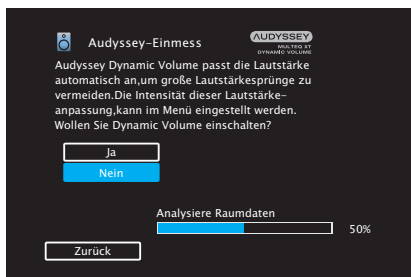 Audyssey-Einmess
AUDYSSEY
MULTEQ XT
DYNAMIC VOLUME
Audyssey Dynamic Volume passt die Lautstärke
automatisch an,um große Lautstärkesprünge zu
vermeiden.Die Intensität dieser Lautstärke-
anpassung,kann im Menü eingestellt werden.
Wollen Sie Dynamic Volume einschalten?
Ja
Nein
Analysiere Raumdaten
50%
Zurück